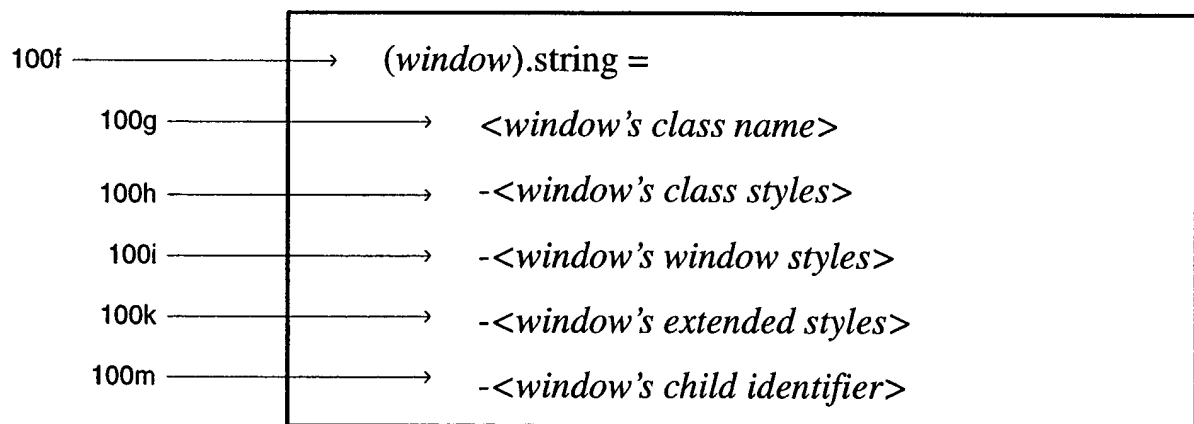 100f (window).string =
100g <window's class name>
100h -<window's class styles>
100i -<window's window styles>
100k -<window's extended styles>
100m -<window's child identifier>